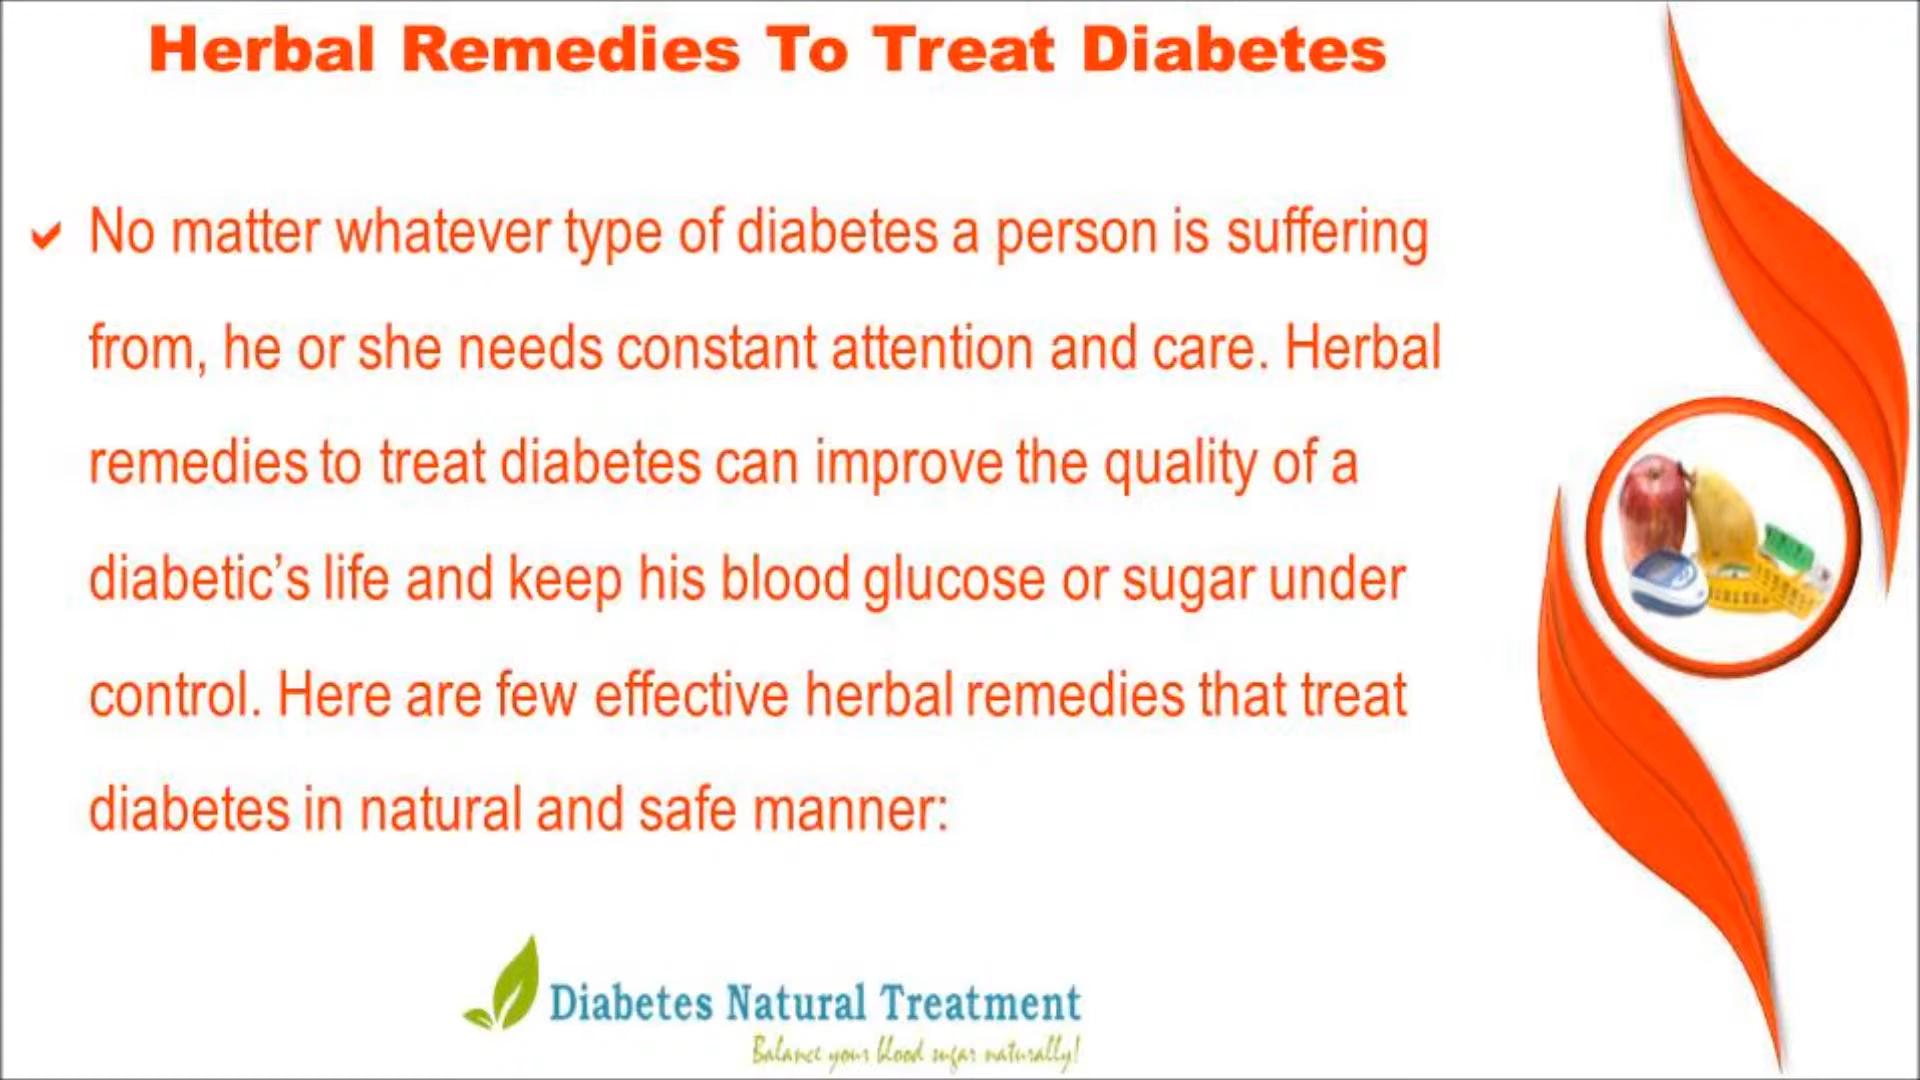 Herbal Remedies To Treat Diabetes
No matter whatever type of diabetes a person is suffering
from, he or she needs constant attention and care. Herbal
remedies to treat diabetes can improve the quality of a
diabetic’s life and keep his blood glucose or sugar under
control. Here are few effective herbal remedies that treat
diabetes in natural and safe manner:
Diabetes Natural Treatment
Balance your blood sugar naturally!